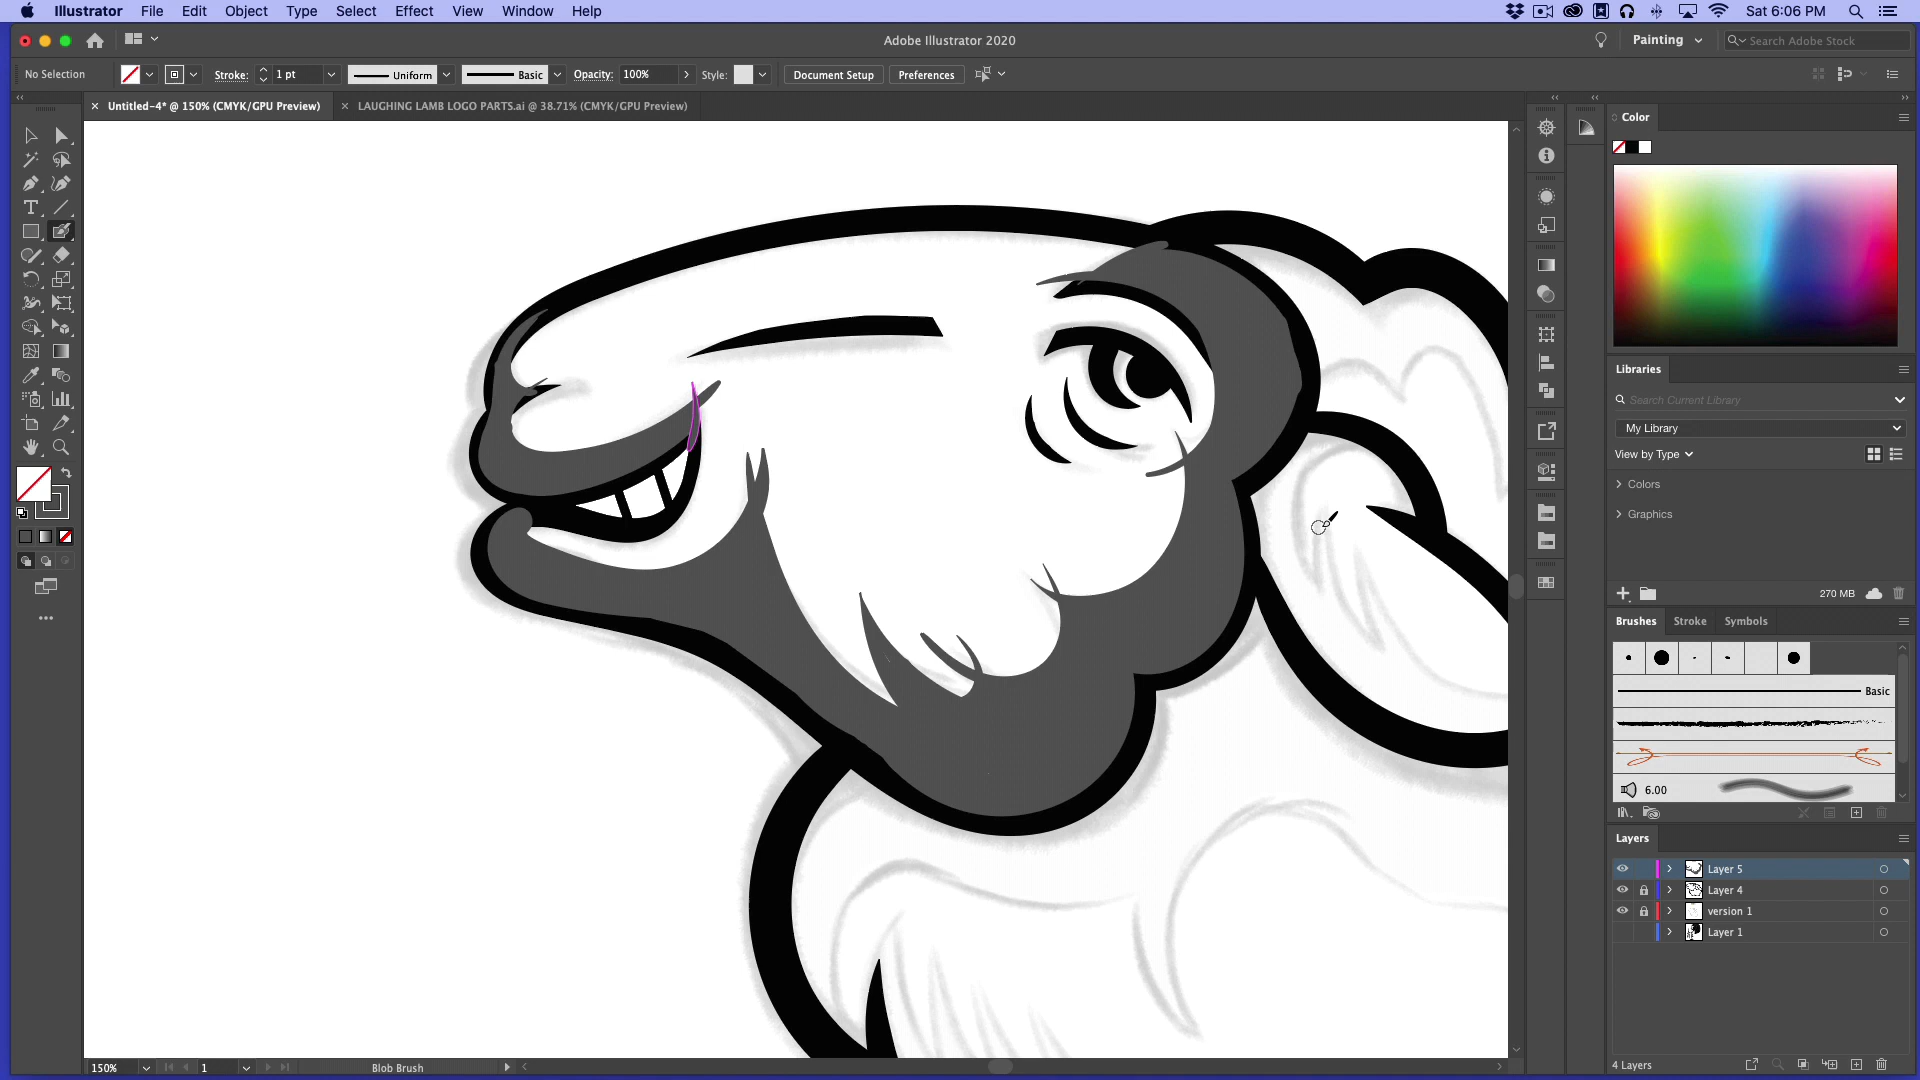 Illustrator File Edit Object Type Select Effect View Window Help Sat 6:06 PM
Adobe Illustrator 2020 Painting Search Adobe Stock
No Selection Stroke: 1 pt Uniform Basic Opacity: 100% Style: Document Setup Preferences
Untitled-4* @ 150% (CMYK/GPU Preview) LAUGHING LAMB LOGO PARTS.ai @ 38.71% (CMYK/GPU Preview)
Color
Libraries
Search Current Library
My Library
View by Type
Colors
Graphics
270 MB
Brushes Stroke Symbols
Basic
6.00
Layers
Layer 5
Layer 4
version 1
Layer 1
4 Layers
150% 1 Blob Brush